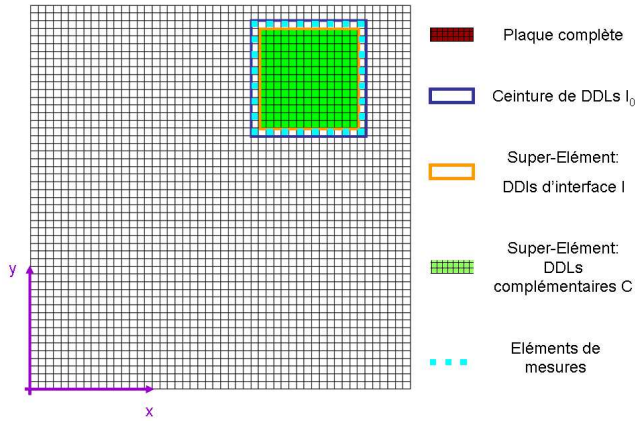 Plaque complète
Ceinture de DDLs I0
Super-Elément:
DDls d'interface I
Super-Elément:
DDLs
complémentaires C
Eléments de
mesures
y
x